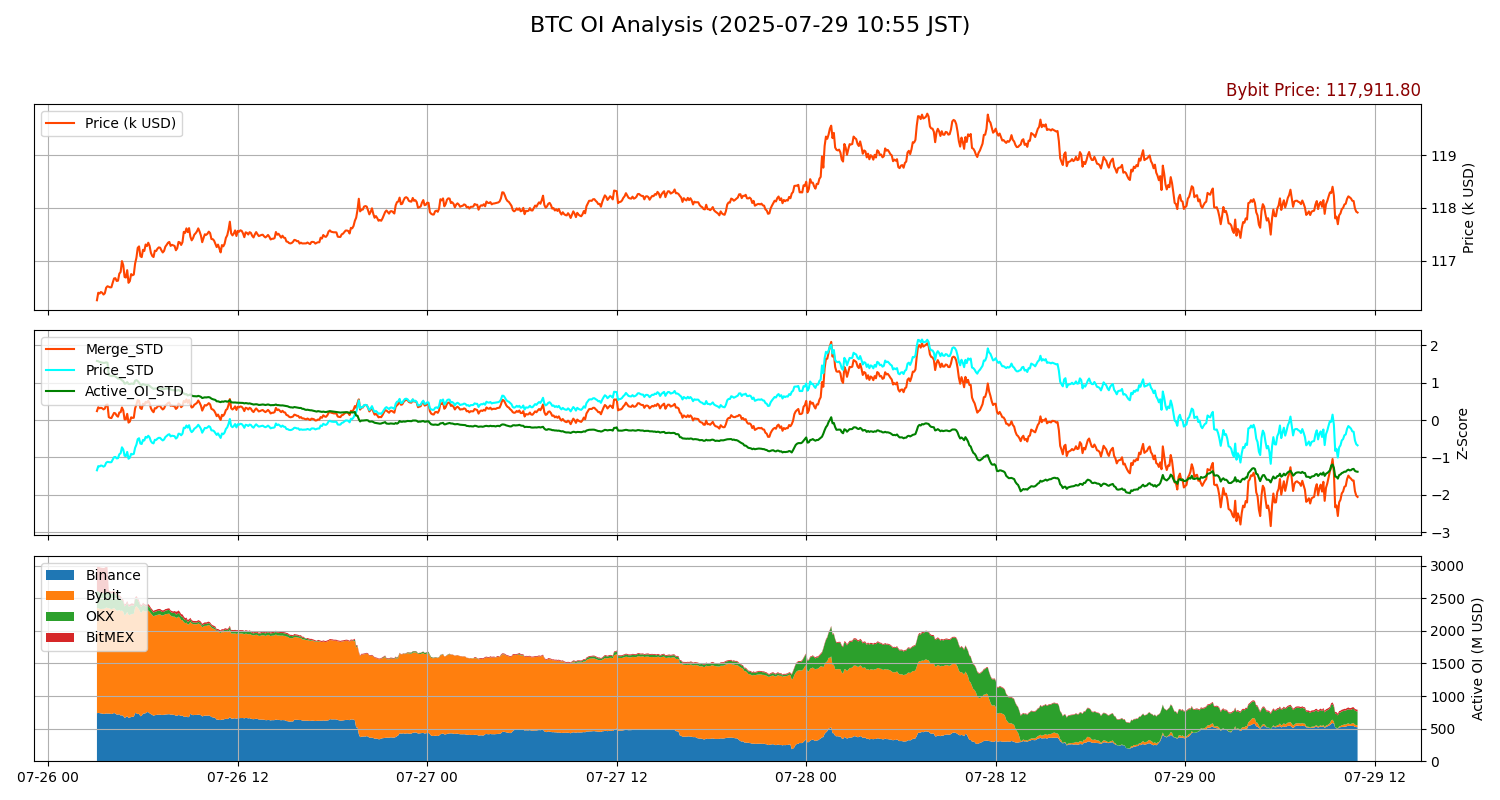 BTC OI Analysis (2025-07-29 10:55 JST)
Bybit Price: 117,911.80
Price (k USD)
119
118
117
Price (k USD)
Merge_STD
Price_STD
Active_OI_STD
2
1
0
−1
−2
−3
Z-Score
Binance
Bybit
OKX
BitMEX
3000
2500
2000
1500
1000
500
0
Active OI (M USD)
07-26 00
07-26 12
07-27 00
07-27 12
07-28 00
07-28 12
07-29 00
07-29 12